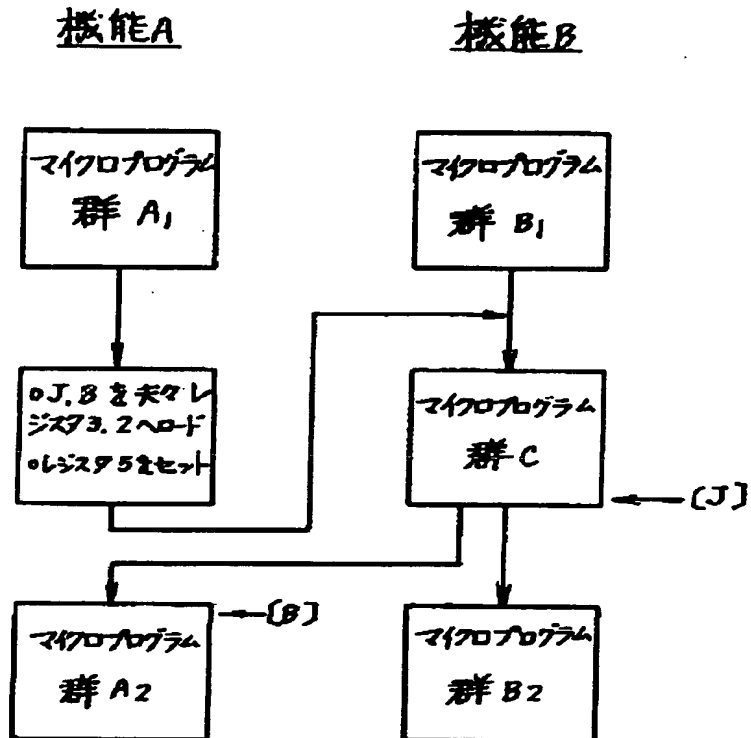 機能A
機能B
マイクロプログラム
群 A1
マイクロプログラム
群 B1
○J.Bを夫々レ
ジスタ3.2へロード
○レジスタ5をセット
マイクロプログラム
群 C
[J]
[B]
マイクロプログラム
群 A2
マイクロプログラム
群 B2